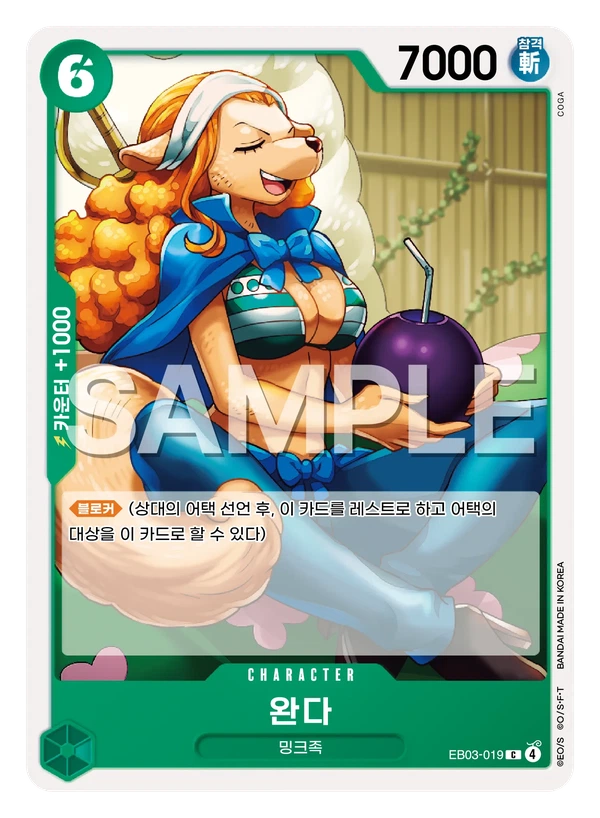 6
7000
참격
斬
COGA
⚡카운터 +1000
SAMPLE
블로커 (상대의 어택 선언 후, 이 카드를 레스트로 하고 어택의
대상을 이 카드로 할 수 있다)
CHARACTER
완다
밍크족
EB03-019 C 4
©EO/S ©O/S·F·T BANDAI MADE IN KOREA